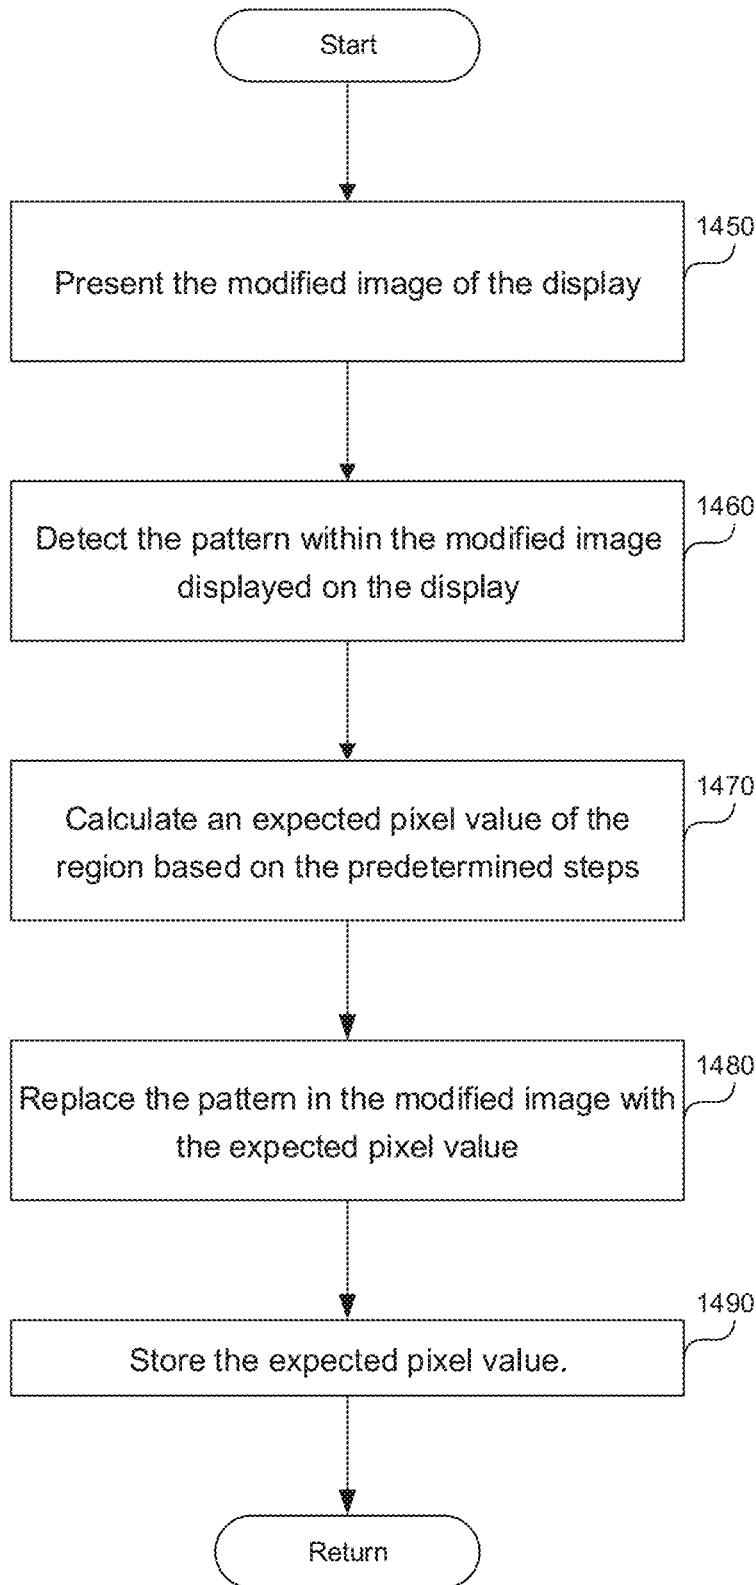 Start
1450
Present the modified image of the display
1460
Detect the pattern within the modified image
displayed on the display
1470
Calculate an expected pixel value of the
region based on the predetermined steps
1480
Replace the pattern in the modified image with
the expected pixel value
1490
Store the expected pixel value.
Return